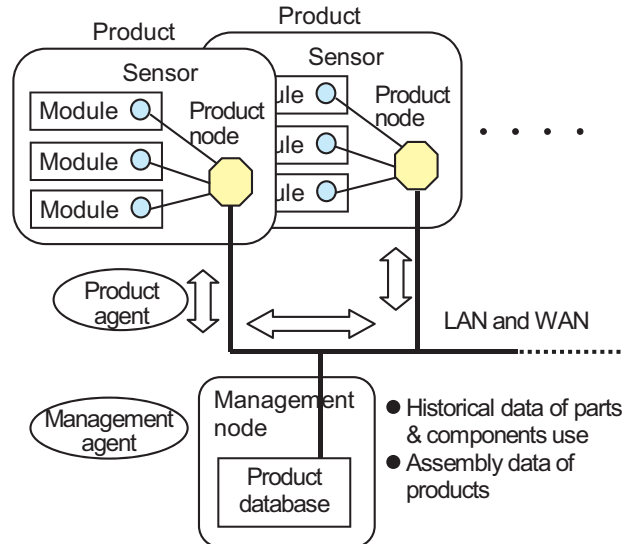 Product
Product
Sensor
Sensor
Module
Module
Module
Product
node
ule
ule
ule
Product
node
Product
agent
LAN and WAN
Management
agent
Management
node
Product
database
● Historical data of parts
& components use
● Assembly data of
products